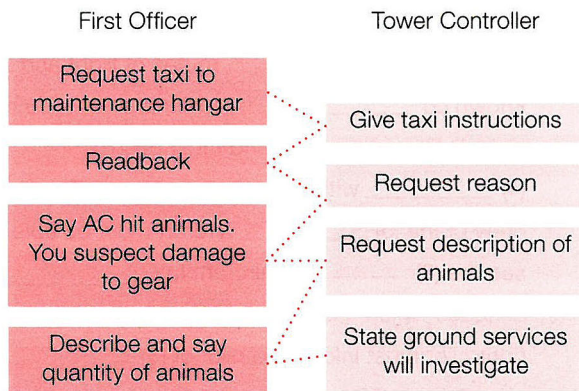 First Officer
Tower Controller
Request taxi to
maintenance hangar
Give taxi instructions
Readback
Request reason
Say AC hit animals.
You suspect damage
to gear
Request description of
animals
Describe and say
quantity of animals
State ground services
will investigate